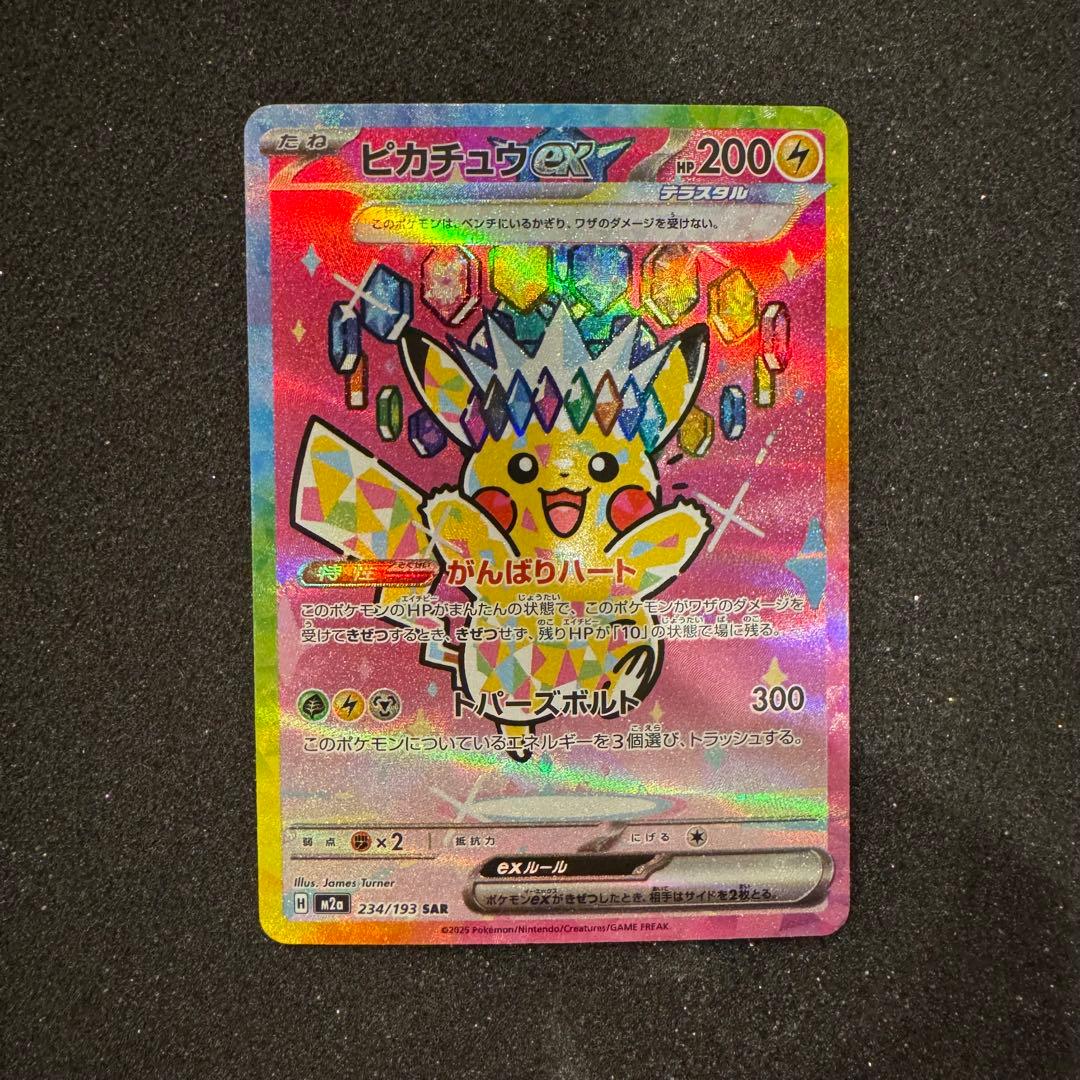 たね ピカチュウex HP200
テラスタル
このポケモンは、ベンチにいるかぎり、ワザのダメージを受けない。
特性 がんばりハート
このポケモンのHPがまんたんの状態で、このポケモンがワザのダメージを
受けてきぜつするとき、きぜつせず、残りHPが「10」の状態で場に残る。
トパーズボルト 300
このポケモンについているエネルギーを3個選び、トラッシュする。
弱点 ×2 抵抗力 にげる
exルール
ポケモンexがきぜつしたとき、相手はサイドを2枚とる。
Illus. James Turner
H m2a 234/193 SAR
©2025 Pokémon/Nintendo/Creatures/GAME FREAK.